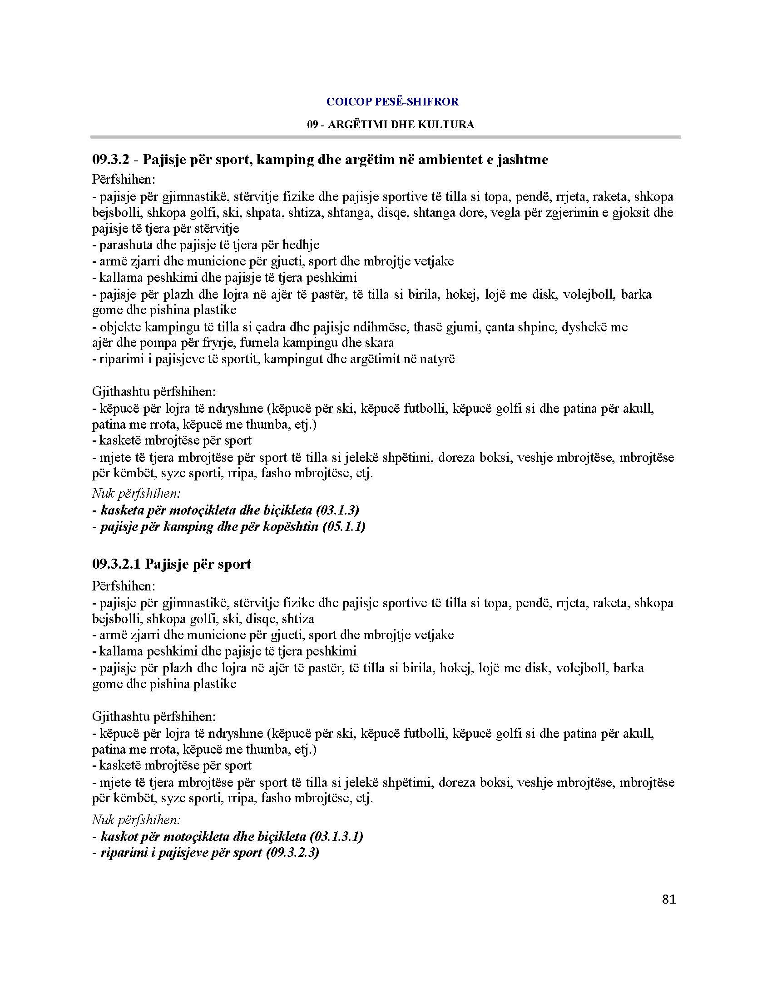 COICOP PESË-SHIFROR
09 - ARGËTIMI DHE KULTURA
09.3.2 - Pajisje për sport, kamping dhe argëtim në ambientet e jashtme
Përfshihen:
- pajisje për gjimnastikë, stërvitje fizike dhe pajisje sportive të tilla si topa, pendë, rrjeta, raketa, shkopa
bejsbolli, shkopa golfi, ski, shpata, shtiza, shtanga, disqe, shtanga dore, vegla për zgjerimin e gjoksit dhe
pajisje të tjera për stërvitje
- parashuta dhe pajisje të tjera për hedhje
- armë zjarri dhe municione për gjueti, sport dhe mbrojtje vetjake
- kallama peshkimi dhe pajisje të tjera peshkimi
- pajisje për plazh dhe lojra në ajër të pastër, të tilla si birila, hokej, lojë me disk, volejboll, barka
gome dhe pishina plastike
- objekte kampingu të tilla si çadra dhe pajisje ndihmëse, thasë gjumi, çanta shpine, dyshekë me
ajër dhe pompa për fryrje, furnela kampingu dhe skara
- riparimi i pajisjeve të sportit, kampingut dhe argëtimit në natyrë
Gjithashtu përfshihen:
- këpucë për lojra të ndryshme (këpucë për ski, këpucë futbolli, këpucë golfi si dhe patina për akull,
patina me rrota, këpucë me thumba, etj.)
- kasketë mbrojtëse për sport
- mjete të tjera mbrojtëse për sport të tilla si jelekë shpëtimi, doreza boksi, veshje mbrojtëse, mbrojtëse
për këmbët, syze sporti, rripa, fasho mbrojtëse, etj.
Nuk përfshihen:
- kasketa për motoçikleta dhe biçikleta (03.1.3)
- pajisje për kamping dhe për kopështin (05.1.1)
09.3.2.1 Pajisje për sport
Përfshihen:
- pajisje për gjimnastikë, stërvitje fizike dhe pajisje sportive të tilla si topa, pendë, rrjeta, raketa, shkopa
bejsbolli, shkopa golfi, ski, disqe, shtiza
- armë zjarri dhe municione për gjueti, sport dhe mbrojtje vetjake
- kallama peshkimi dhe pajisje të tjera peshkimi
- pajisje për plazh dhe lojra në ajër të pastër, të tilla si birila, hokej, lojë me disk, volejboll, barka
gome dhe pishina plastike
Gjithashtu përfshihen:
- këpucë për lojra të ndryshme (këpucë për ski, këpucë futbolli, këpucë golfi si dhe patina për akull,
patina me rrota, këpucë me thumba, etj.)
- kasketë mbrojtëse për sport
- mjete të tjera mbrojtëse për sport të tilla si jelekë shpëtimi, doreza boksi, veshje mbrojtëse, mbrojtëse
për këmbët, syze sporti, rripa, fasho mbrojtëse, etj.
Nuk përfshihen:
- kaskot për motoçikleta dhe biçikleta (03.1.3.1)
- riparimi i pajisjeve për sport (09.3.2.3)
81